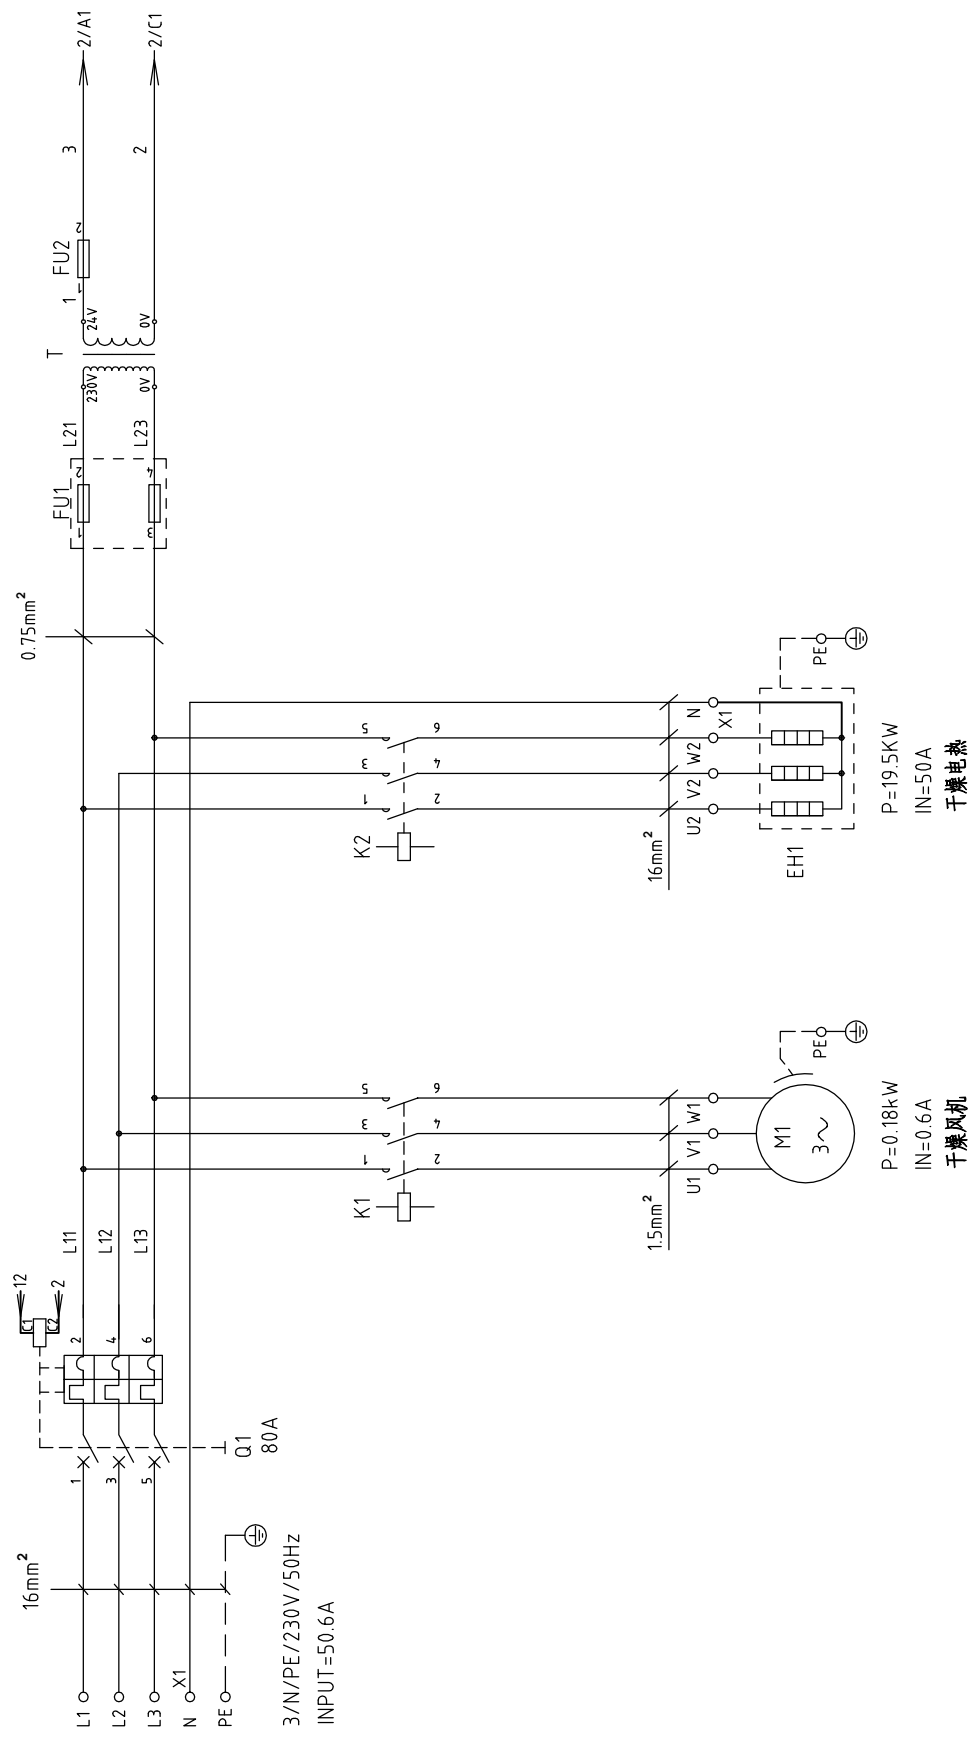 L1
L2
L3
N
X1
PE
16mm²
3/N/PE/230V/50Hz
INPUT=50.6A
1
3
5
Q1
80A
2
4
6
C1
C2
12
2
L11
L12
L13
K1
1
3
5
2
4
6
1.5mm²
U1
V1
W1
M1
3~
PE
P=0.18kW
IN=0.6A
干燥风机
K2
1
3
5
2
4
6
16mm²
U2
V2
W2
N
X1
EH1
PE
P=19.5KW
IN=50A
干燥电热
0.75mm²
FU1
1
2
3
4
L21
L23
T
230V
0V
24V
0V
1
FU2
1
2
3
2
2/A1
2/C1